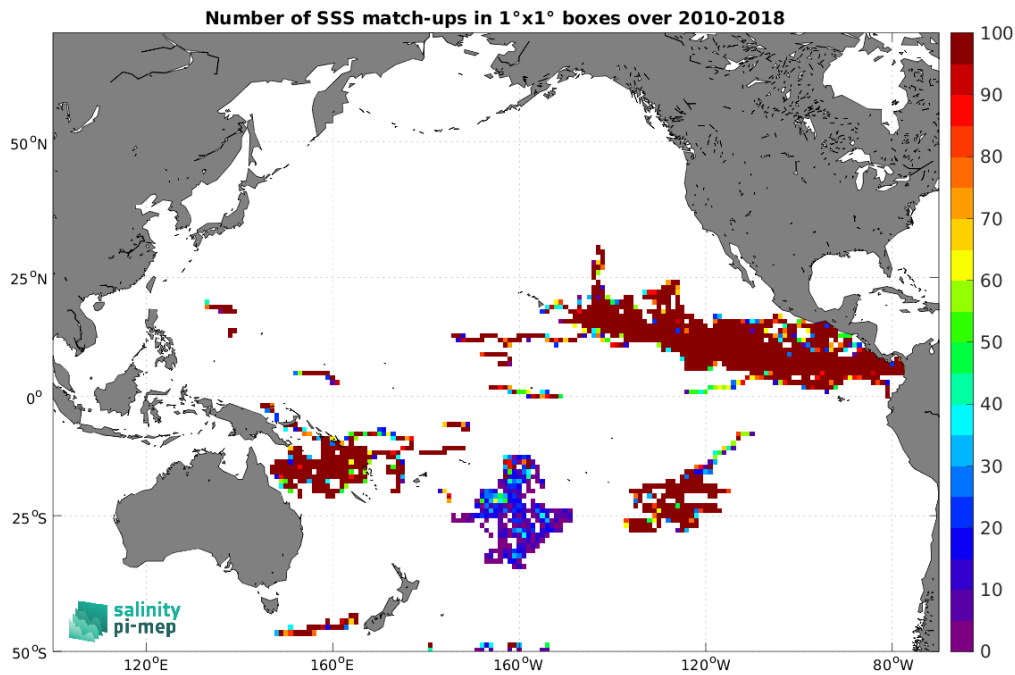 Number of SSS match-ups in 1°x1° boxes over 2010-2018
100
90
80
70
60
50
40
30
20
10
0
50°N
25°N
0°
25°S
50°S
120°E
160°E
160°W
120°W
80°W
salinity
pi-mep